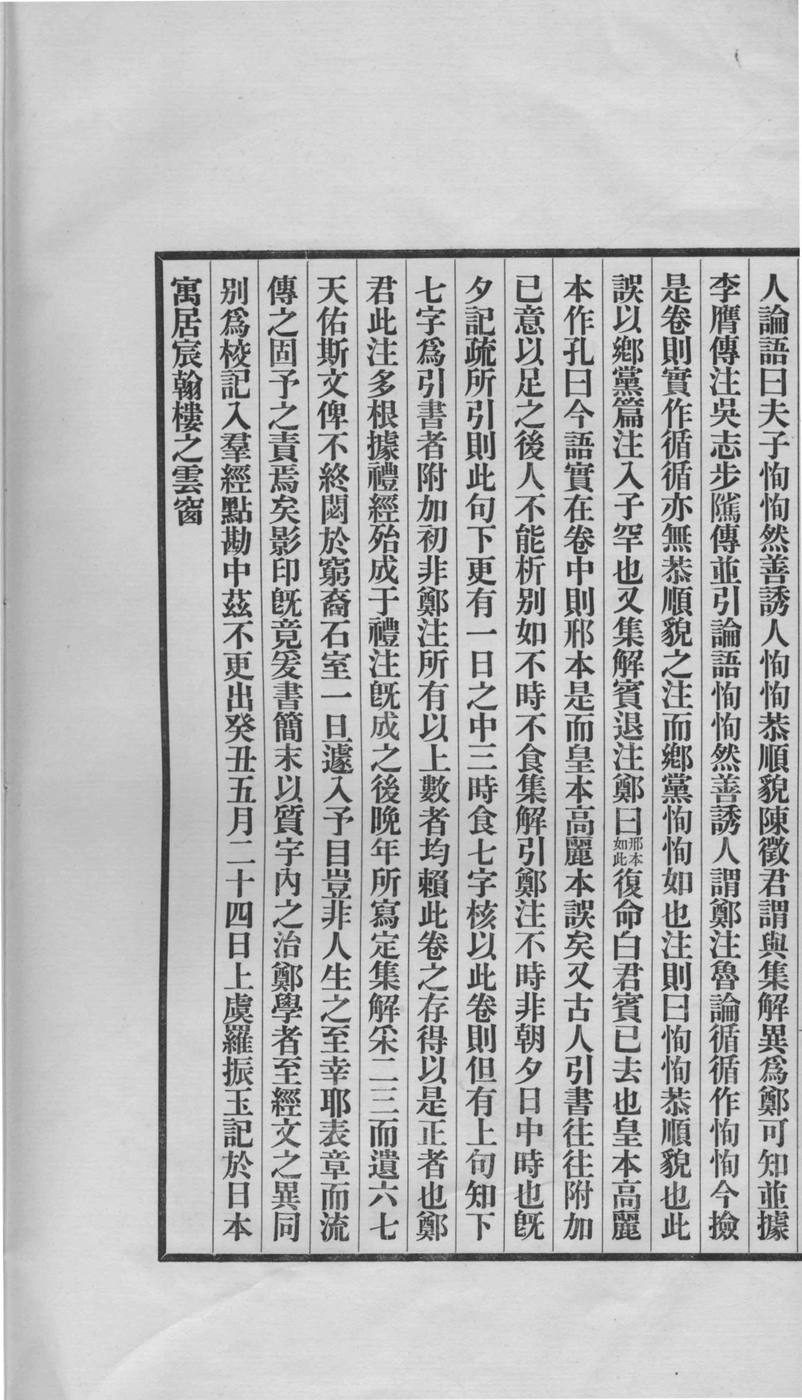 人論語曰夫子恂恂然善誘人恂恂恭順貌陳徵君謂與集解異爲鄭可知並據
李膺傳注吳志步隲傳並引論語恂恂然善誘人謂鄭注魯論循循作恂恂今撿
是卷則實作循循亦無恭順貌之注而鄉黨恂恂如也注則曰恂恂恭順貌也此
誤以鄉黨篇注入子罕也又集解賓退注鄭曰邢本如此復命白君賓已去也皇本高麗
本作孔曰今語實在卷中則邢本是而皇本高麗本誤矣又古人引書往往附加
已意以足之後人不能析别如不時不食集解引鄭注不時非朝夕日中時也旣
夕記疏所引則此句下更有一日之中三時食七字核以此卷則但有上句知下
七字爲引書者附加初非鄭注所有以上數者均賴此卷之存得以是正者也鄭
君此注多根據禮經殆成于禮注旣成之後晚年所寫定集解采二三而遺六七
天佑斯文俾不終閟於窮裔石室一旦遽入予目豈非人生之至幸耶表章而流
傳之固予之責焉矣影印旣竟爰書簡末以質宇內之治鄭學者至經文之異同
别爲校記入羣經點勘中茲不更出癸丑五月二十四日上虞羅振玉記於日本
寓居宸翰樓之雲窗